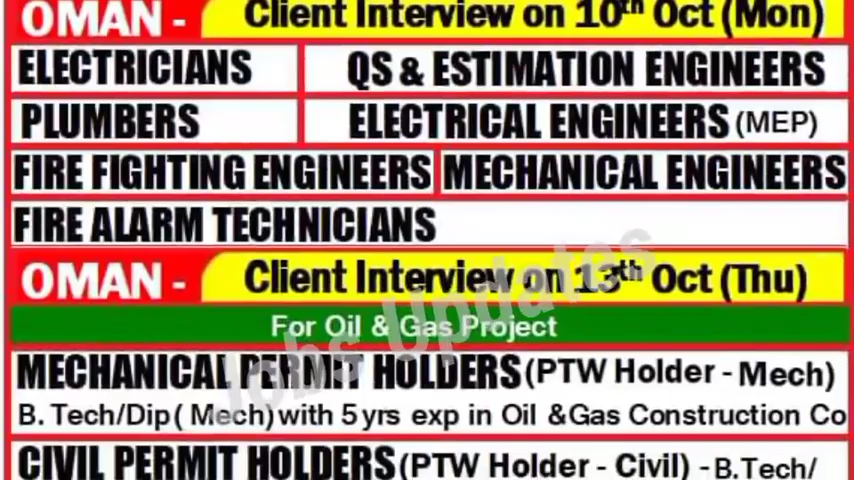 OMAN - Client Interview on 10th Oct (Mon)
ELECTRICIANS QS & ESTIMATION ENGINEERS
PLUMBERS ELECTRICAL ENGINEERS (MEP)
FIRE FIGHTING ENGINEERS MECHANICAL ENGINEERS
FIRE ALARM TECHNICIANS
OMAN - Client Interview on 13th Oct (Thu)
For Oil & Gas Project
Jobs Updates
MECHANICAL PERMIT HOLDERS (PTW Holder - Mech)
B. Tech/Dip ( Mech) with 5 yrs exp in Oil & Gas Construction Co
CIVIL PERMIT HOLDERS (PTW Holder - Civil) - B.Tech/